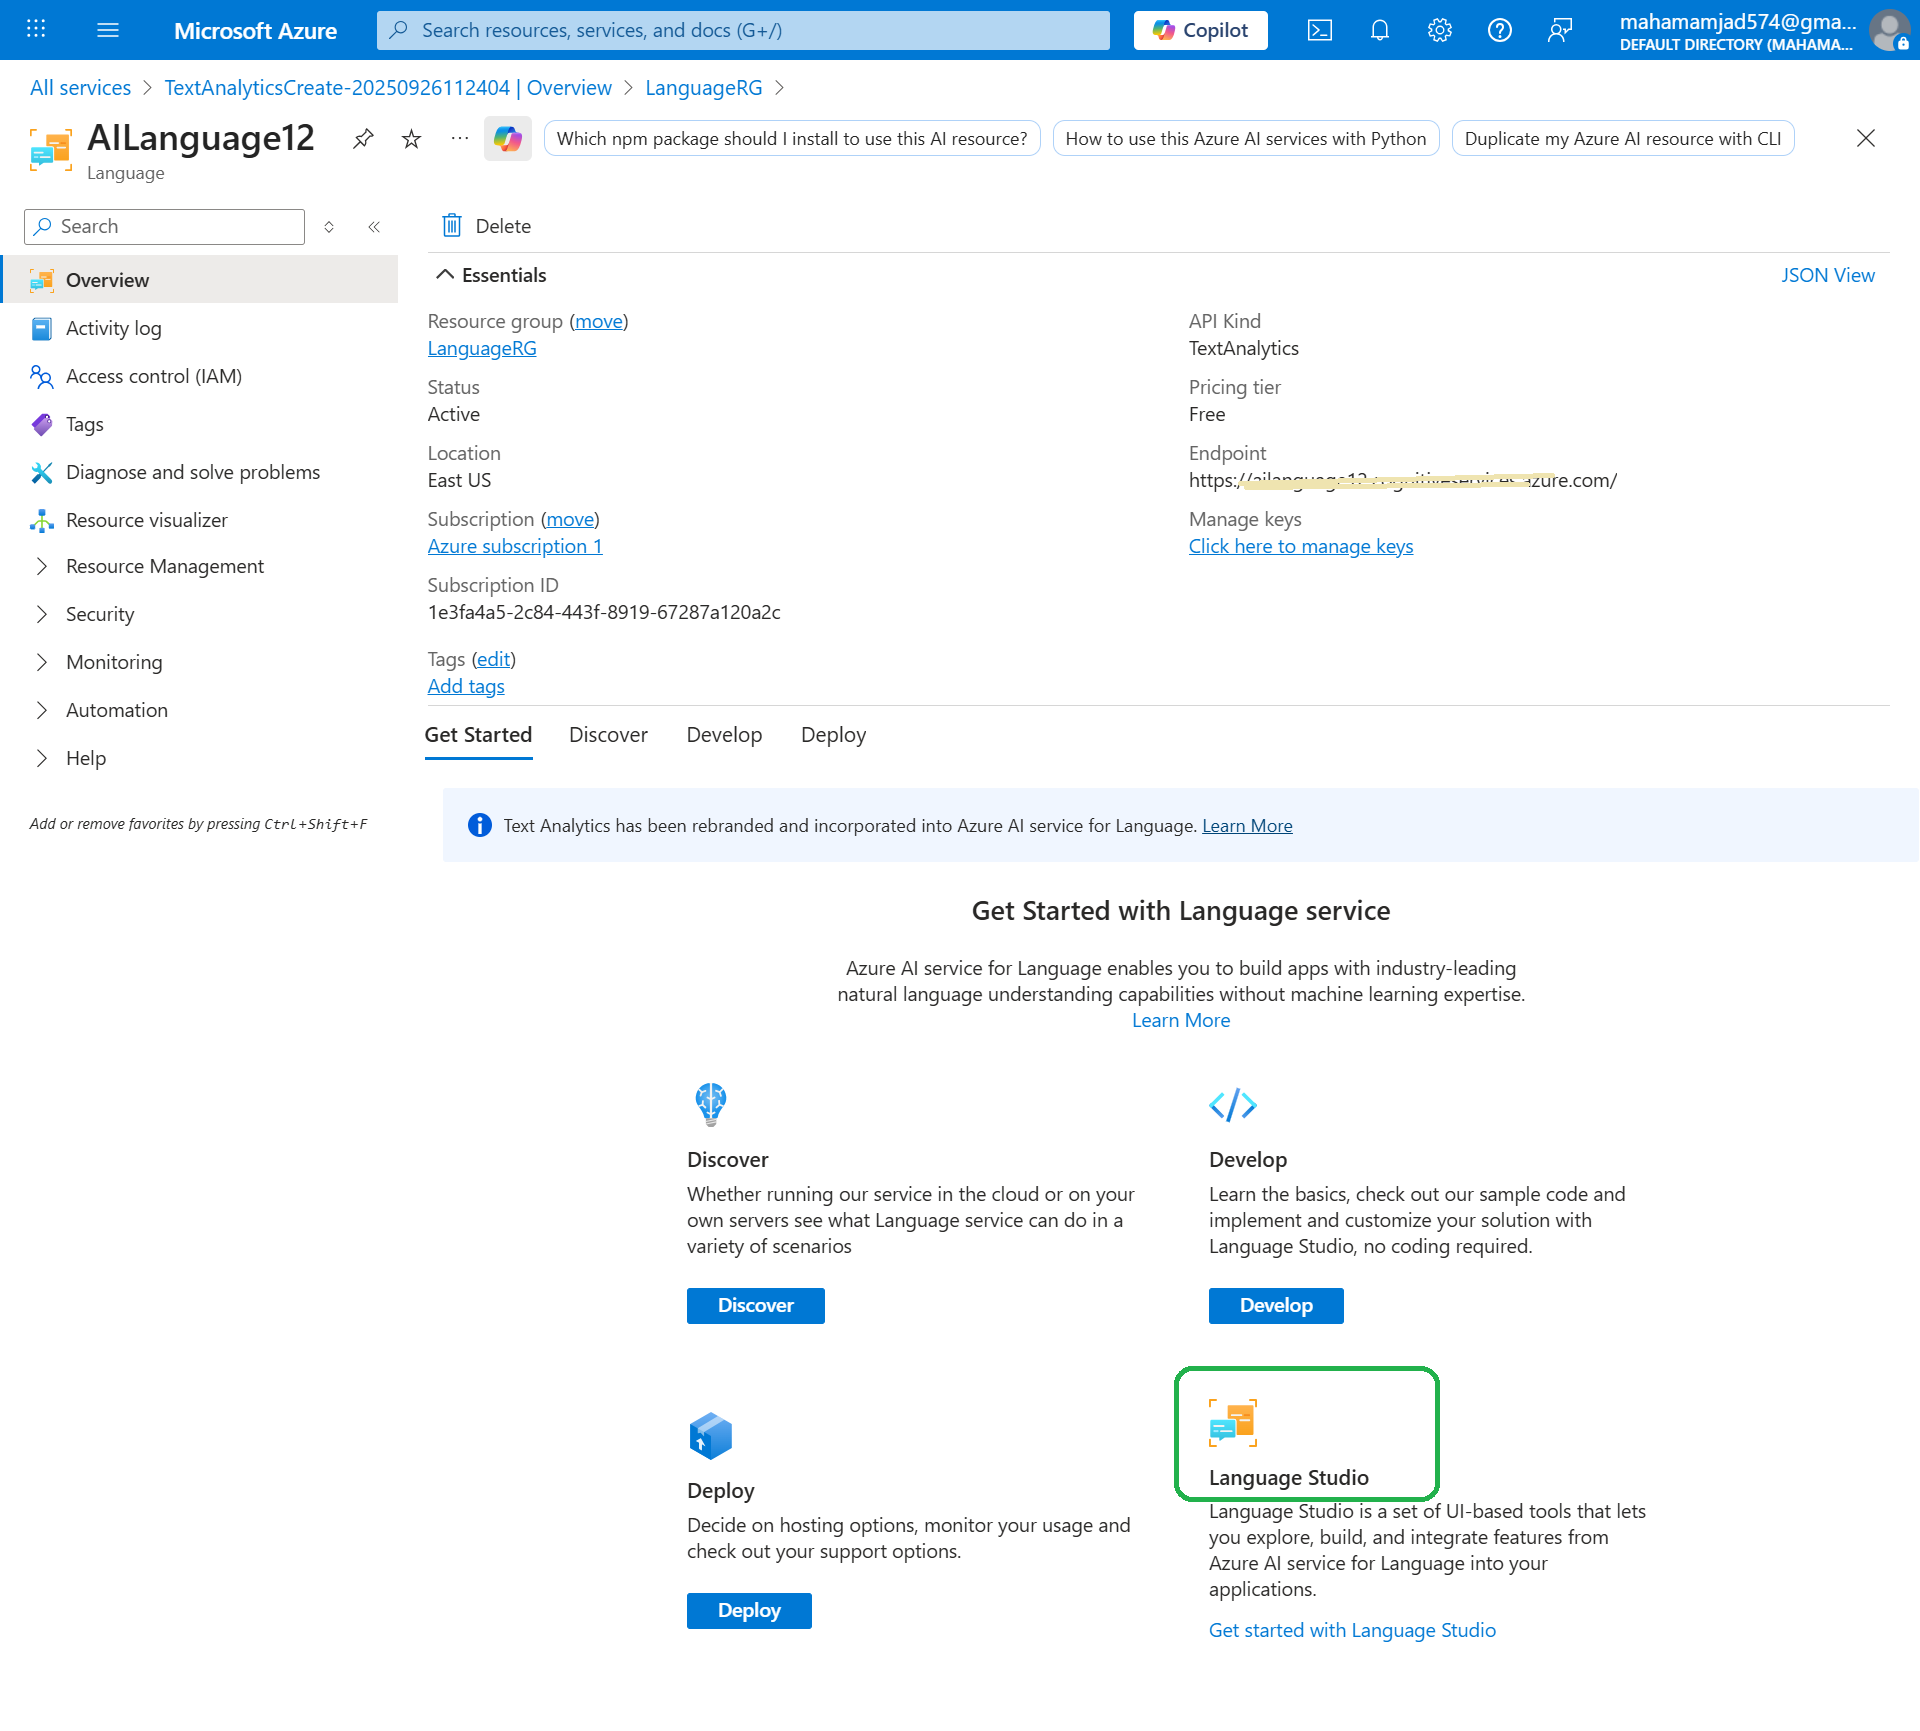 Microsoft Azure
Search resources, services, and docs (G+/)
Copilot
mahamamjad574@gma...
DEFAULT DIRECTORY (MAHAMA...
All services > TextAnalyticsCreate-20250926112404 | Overview > LanguageRG >
AILanguage12
Language
Which npm package should I install to use this AI resource?
How to use this Azure AI services with Python
Duplicate my Azure AI resource with CLI
Search
Overview
Activity log
Access control (IAM)
Tags
Diagnose and solve problems
Resource visualizer
Resource Management
Security
Monitoring
Automation
Help
Add or remove favorites by pressing Ctrl+Shift+F
Delete
Essentials
JSON View
Resource group (move)
LanguageRG
Status
Active
Location
East US
Subscription (move)
Azure subscription 1
Subscription ID
1e3fa4a5-2c84-443f-8919-67287a120a2c
Tags (edit)
Add tags
API Kind
TextAnalytics
Pricing tier
Free
Endpoint
https:// azure.com/
Manage keys
Click here to manage keys
Get Started Discover Develop Deploy
Text Analytics has been rebranded and incorporated into Azure AI service for Language. Learn More
Get Started with Language service
Azure AI service for Language enables you to build apps with industry-leading
natural language understanding capabilities without machine learning expertise.
Learn More
Discover
Whether running our service in the cloud or on your
own servers see what Language service can do in a
variety of scenarios
Discover
Develop
Learn the basics, check out our sample code and
implement and customize your solution with
Language Studio, no coding required.
Develop
Deploy
Decide on hosting options, monitor your usage and
check out your support options.
Deploy
Language Studio
Language Studio is a set of UI-based tools that lets
you explore, build, and integrate features from
Azure AI service for Language into your
applications.
Get started with Language Studio